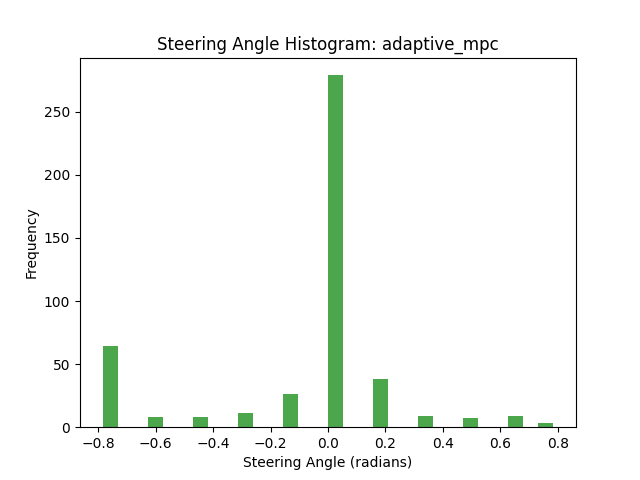 Steering Angle Histogram: adaptive_mpc
250
200
150
100
50
0
Frequency
−0.8 −0.6 −0.4 −0.2 0.0 0.2 0.4 0.6 0.8
Steering Angle (radians)